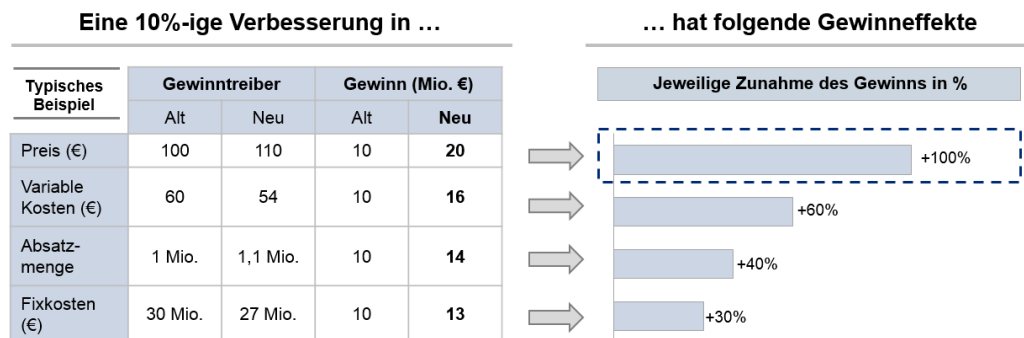 Eine 10%-ige Verbesserung in …
… hat folgende Gewinneffekte
Typisches
Beispiel
Gewinntreiber
Gewinn (Mio. €)
Alt
Neu
Alt
Neu
Preis (€)
100
110
10
20
Variable
Kosten (€)
60
54
10
16
Absatz-
menge
1 Mio.
1,1 Mio.
10
14
Fixkosten
(€)
30 Mio.
27 Mio.
10
13
Jeweilige Zunahme des Gewinns in %
+100%
+60%
+40%
+30%